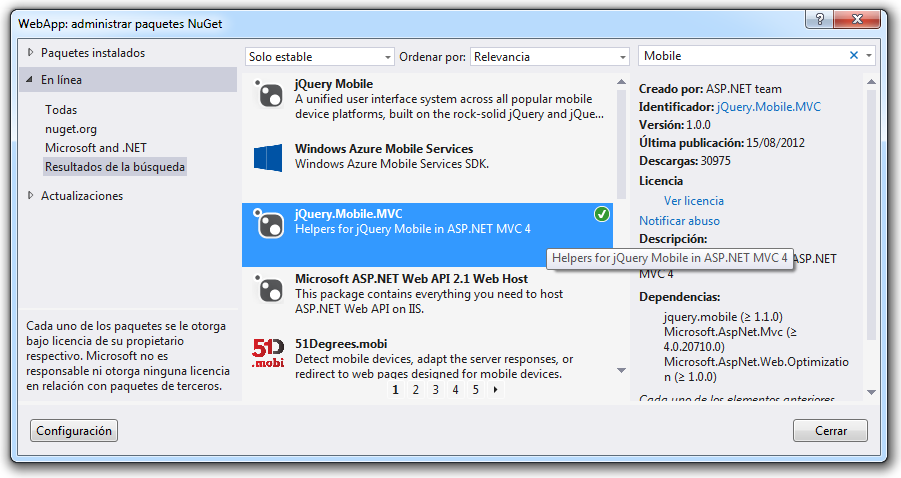 WebApp: administrar paquetes NuGet
?
Paquetes instalados
En línea
Todas
nuget.org
Microsoft and .NET
Resultados de la búsqueda
Actualizaciones
Cada uno de los paquetes se le otorga
bajo licencia de su propietario
respectivo. Microsoft no es
responsable ni otorga ninguna licencia
en relación con paquetes de terceros.
Configuración
Solo estable
Ordenar por:
Relevancia
jQuery Mobile
A unified user interface system across all popular mobile
device platforms, built on the rock-solid jQuery and jQue...
Windows Azure Mobile Services
Windows Azure Mobile Services SDK.
jQuery.Mobile.MVC
Helpers for jQuery Mobile in ASP.NET MVC 4
Helpers for jQuery Mobile in ASP.NET MVC 4
Microsoft ASP.NET Web API 2.1 Web Host
This package contains everything you need to host
ASP.NET Web API on IIS.
51D
.mobi
51Degrees.mobi
Detect mobile devices, adapt the server responses, or
redirect to web pages designed for mobile devices.
1 2 3 4 5
Mobile
Creado por: ASP.NET team
Identificador: jQuery.Mobile.MVC
Versión: 1.0.0
Última publicación: 15/08/2012
Descargas: 30975
Licencia
Ver licencia
Notificar abuso
Descripción:
ASP.NET
MVC 4
Dependencias:
jquery.mobile (≥ 1.1.0)
Microsoft.AspNet.Mvc (≥
4.0.20710.0)
Microsoft.AspNet.Web.Optimizatio
n (≥ 1.0.0)
Cada uno de los elementos anteriores
Cerrar